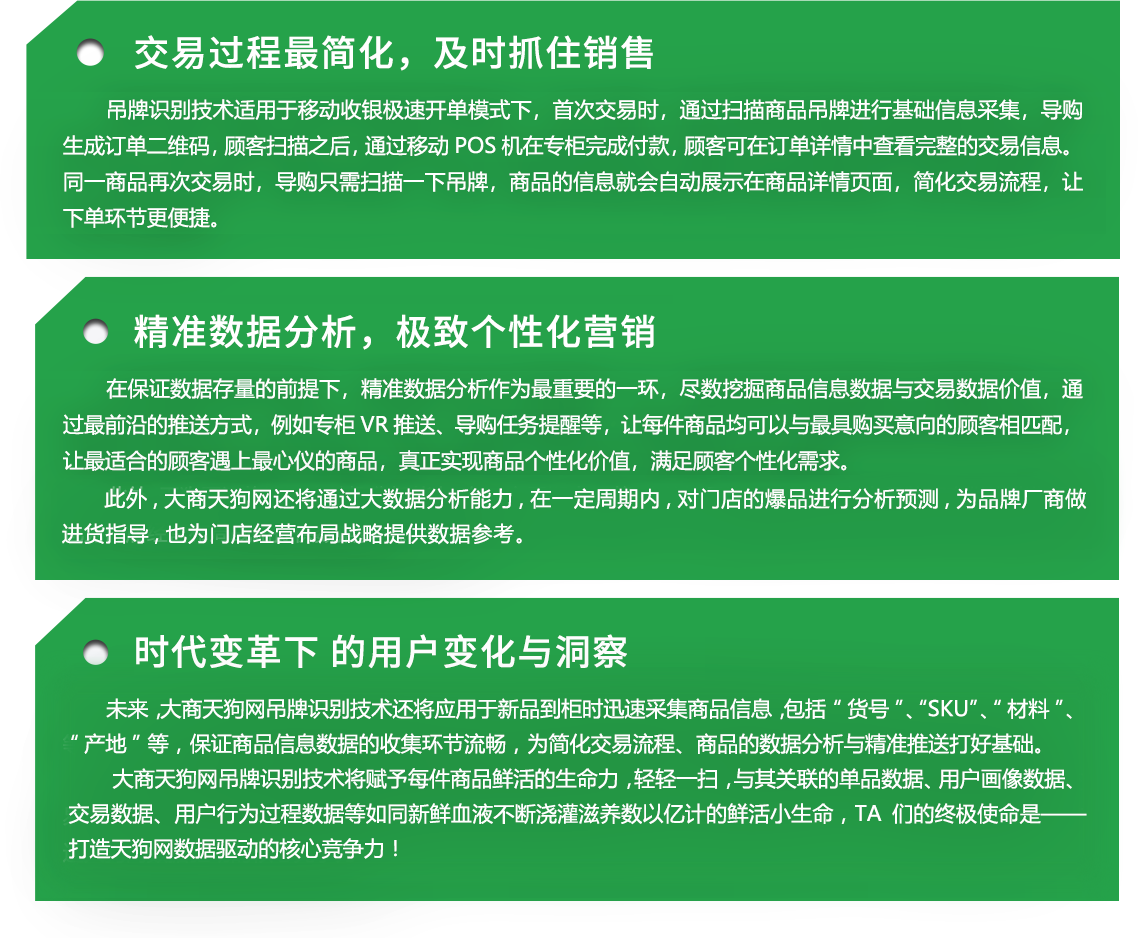 交易过程最简化，及时抓住销售
吊牌识别技术适用于移动收银极速开单模式下，首次交易时，通过扫描商品吊牌进行基础信息采集，导购
生成订单二维码，顾客扫描之后，通过移动 POS 机在专柜完成付款，顾客可在订单详情中查看完整的交易信息。
同一商品再次交易时，导购只需扫描一下吊牌，商品的信息就会自动展示在商品详情页面，简化交易流程，让
下单环节更便捷。
精准数据分析，极致个性化营销
在保证数据存量的前提下，精准数据分析作为最重要的一环，尽数挖掘商品信息数据与交易数据价值，通
过最前沿的推送方式，例如专柜 VR 推送、导购任务提醒等，让每件商品均可以与最具购买意向的顾客相匹配，
让最适合的顾客遇上最心仪的商品，真正实现商品个性化价值，满足顾客个性化需求。
此外，大商天狗网还将通过大数据分析能力，在一定周期内，对门店的爆品进行分析预测，为品牌厂商做
进货指导，也为门店经营布局战略提供数据参考。
时代变革下 的用户变化与洞察
未来，大商天狗网吊牌识别技术还将应用于新品到柜时迅速采集商品信息，包括“货号”、“SKU”、“材料”、
“产地”等，保证商品信息数据的收集环节流畅，为简化交易流程、商品的数据分析与精准推送打好基础。
大商天狗网吊牌识别技术将赋予每件商品鲜活的生命力，轻轻一扫，与其关联的单品数据、用户画像数据、
交易数据、用户行为过程数据等如同新鲜血液不断浇灌滋养数以亿计的鲜活小生命，TA 们的终极使命是——
打造天狗网数据驱动的核心竞争力！